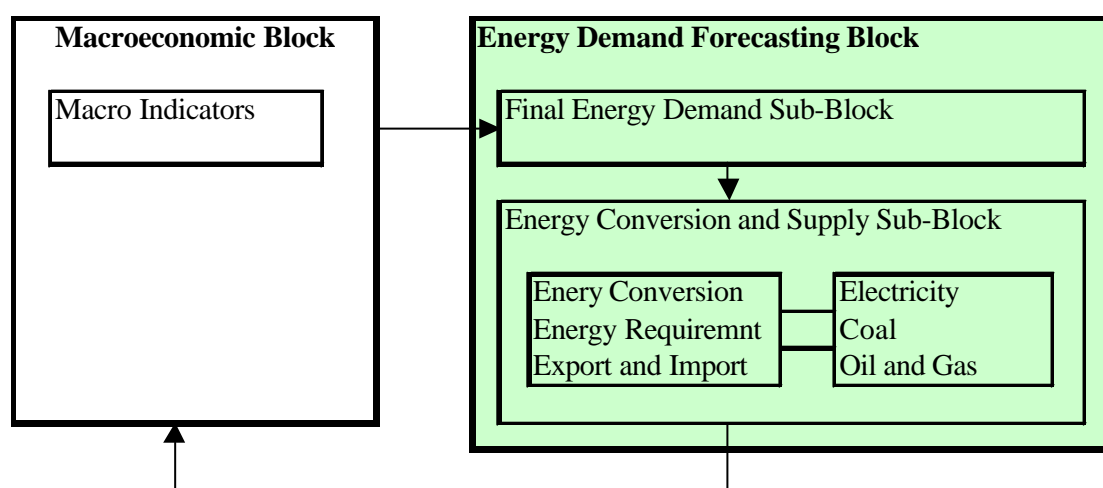 Macroeconomic Block
Macro Indicators
Energy Demand Forecasting Block
Final Energy Demand Sub-Block
Energy Conversion and Supply Sub-Block
Enery Conversion
Energy Requiremnt
Export and Import
Electricity
Coal
Oil and Gas